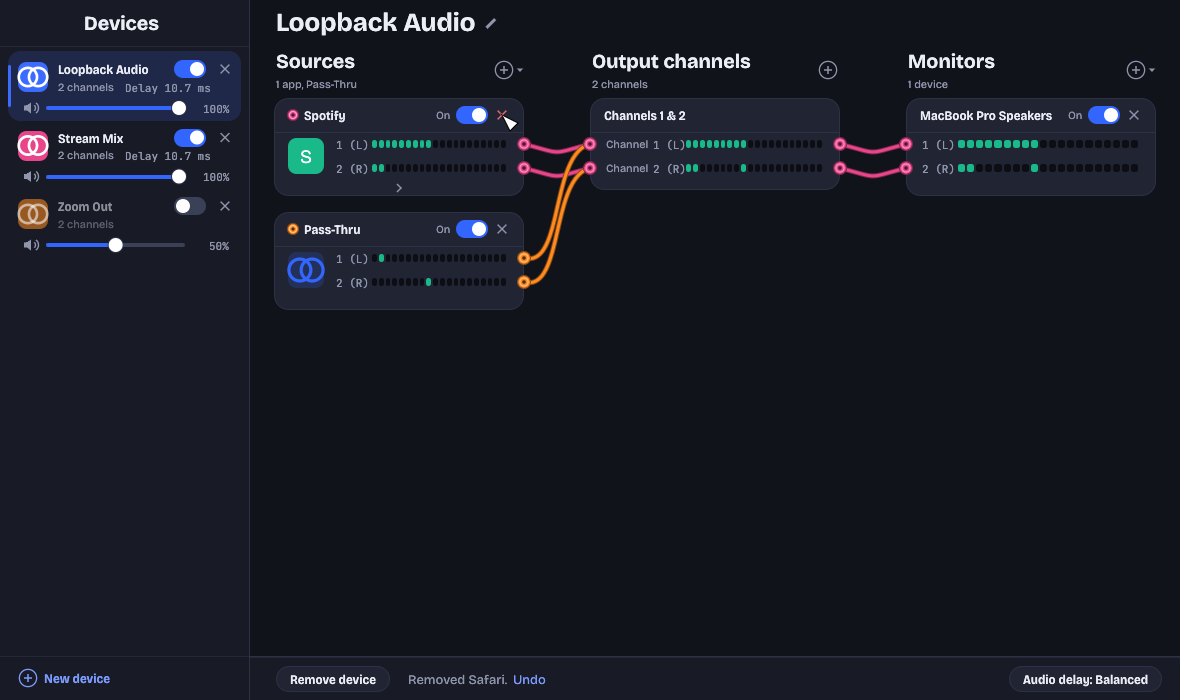 Devices
Loopback Audio
2 channels Delay 10.7 ms
100%
Stream Mix
2 channels Delay 10.7 ms
100%
Zoom Out
2 channels
50%
New device
Loopback Audio
Sources
1 app, Pass-Thru
Spotify On
S
1 (L)
2 (R)
Pass-Thru On
1 (L)
2 (R)
Output channels
2 channels
Channels 1 & 2
Channel 1 (L)
Channel 2 (R)
Monitors
1 device
MacBook Pro Speakers On
1 (L)
2 (R)
Remove device
Removed Safari. Undo
Audio delay: Balanced